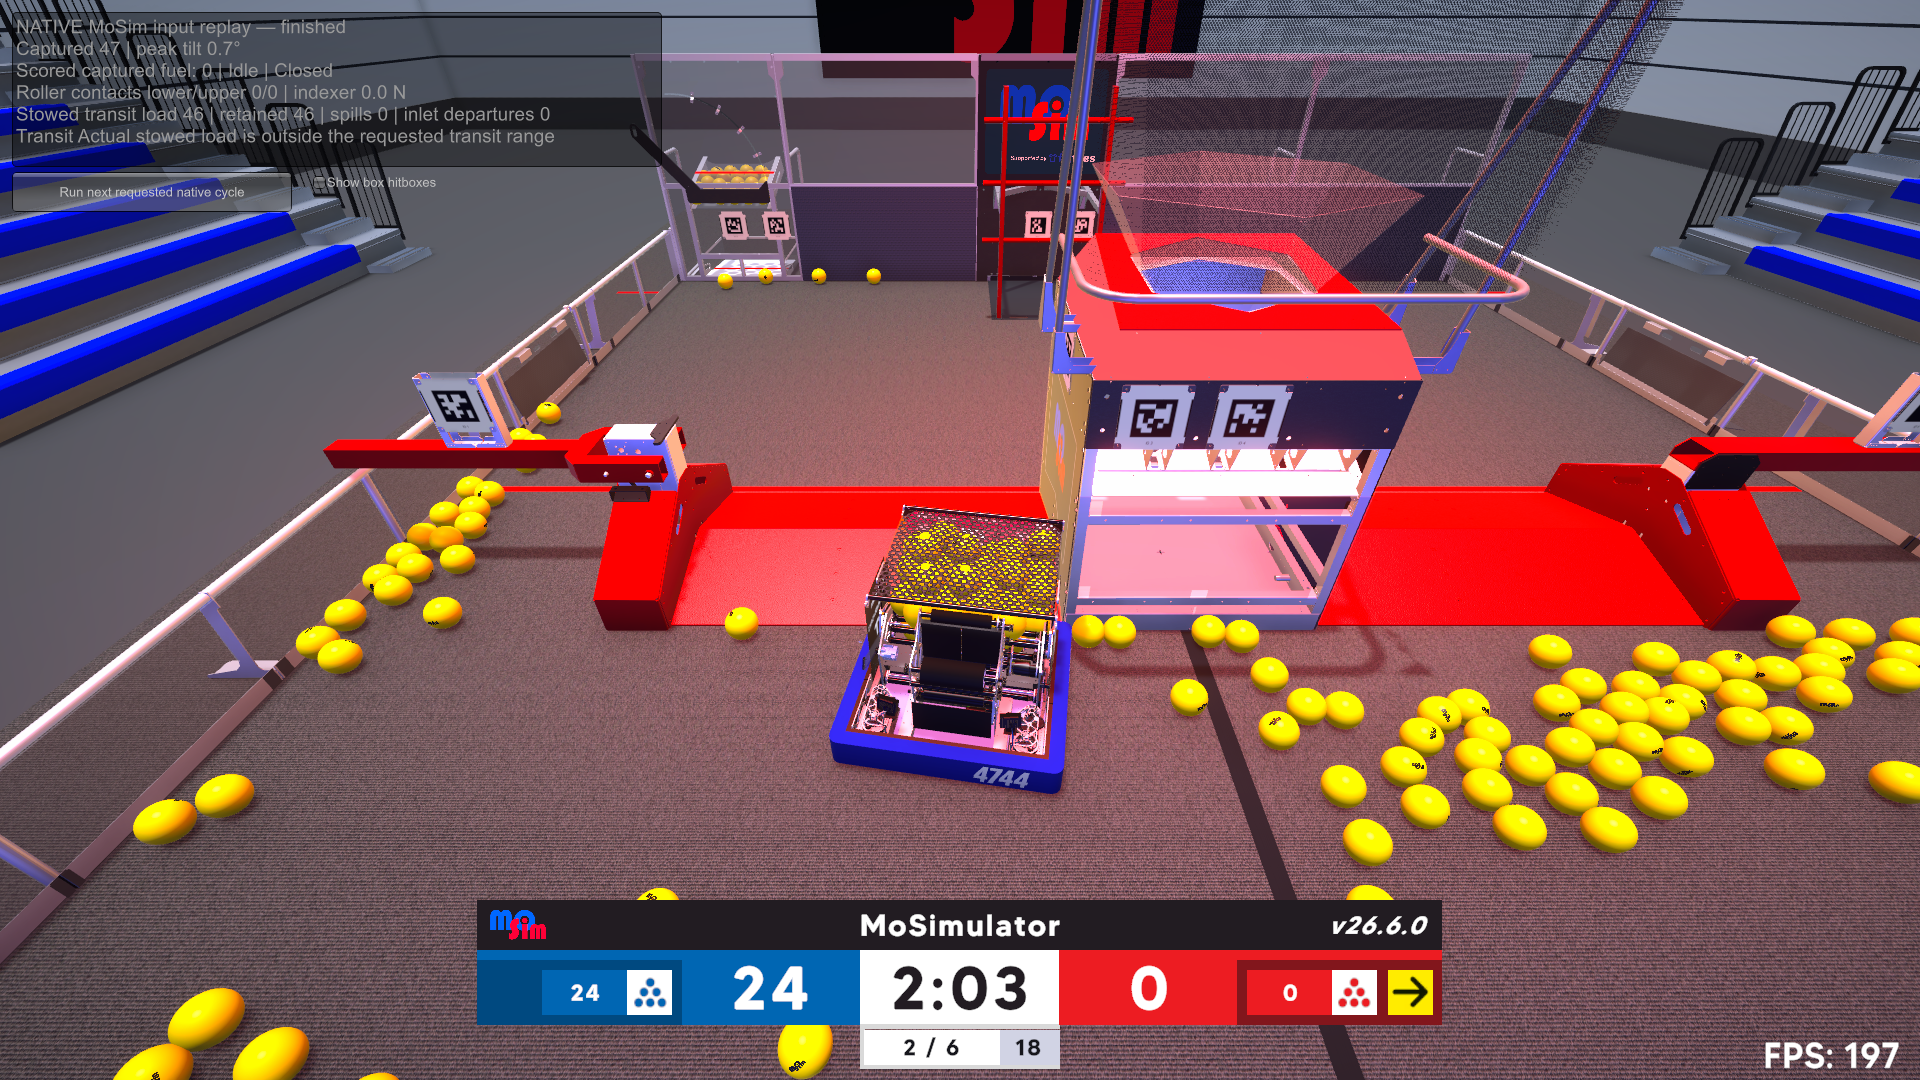 NATIVE MoSim input replay — finished
Captured 47 | peak tilt 0.7°
Scored captured fuel: 0 | Idle | Closed
Roller contacts lower/upper 0/0 | indexer 0.0 N
Stowed transit load 46 | retained 46 | spills 0 | inlet departures 0
Transit Actual stowed load is outside the requested transit range
Run next requested native cycle
Show box hitboxes
Supported by
4744
MoSim
MoSimulator
v26.6.0
24
24
2:03
0
0
2 / 6
18
FPS: 197